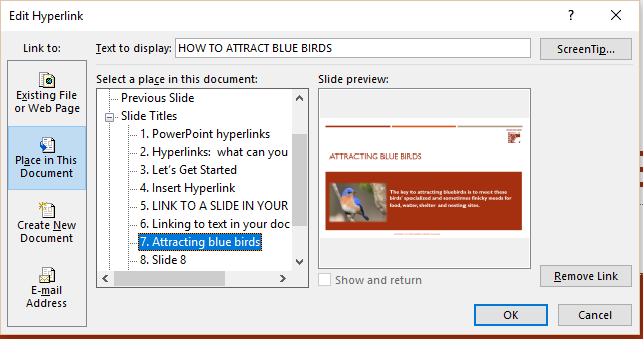 Edit Hyperlink
Link to:
Text to display: HOW TO ATTRACT BLUE BIRDS
ScreenTip...
Select a place in this document:
Slide preview:
Existing File
or Web Page
Place in This
Document
Create New
Document
E-mail
Address
Previous Slide
Slide Titles
1. PowerPoint hyperlinks
2. Hyperlinks: what can you
3. Let's Get Started
4. Insert Hyperlink
5. LINK TO A SLIDE IN YOUR
6. Linking to text in your doc
7. Attracting blue birds
8. Slide 8
ATTRACTING BLUE BIRDS
The key to attracting bluebirds is to meet these
birds' specialized and sometimes finicky needs for
food, water, shelter and nesting sites.
Show and return
Remove Link
OK
Cancel